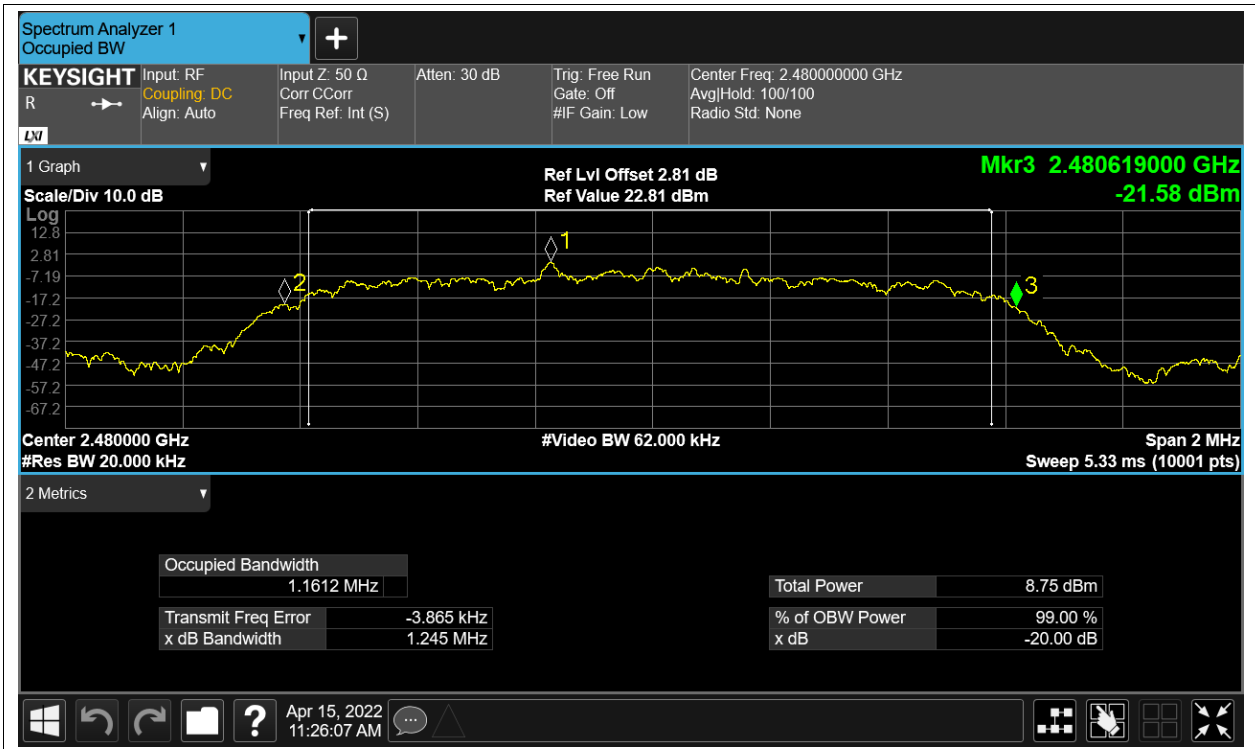 Spectrum Analyzer 1
Occupied BW
KEYSIGHT
R
LXI
Input: RF
Coupling: DC
Align: Auto
Input Z: 50 Ω
Corr CCorr
Freq Ref: Int (S)
Atten: 30 dB
Trig: Free Run
Gate: Off
#IF Gain: Low
Center Freq: 2.480000000 GHz
Avg|Hold: 100/100
Radio Std: None
1 Graph
Scale/Div 10.0 dB
Ref Lvl Offset 2.81 dB
Ref Value 22.81 dBm
Mkr3 2.480619000 GHz
-21.58 dBm
Log
12.8
2.81
-7.19
-17.2
-27.2
-37.2
-47.2
-57.2
-67.2
1
2
3
Center 2.480000 GHz
#Res BW 20.000 kHz
#Video BW 62.000 kHz
Span 2 MHz
Sweep 5.33 ms (10001 pts)
2 Metrics
Occupied Bandwidth
1.1612 MHz
Transmit Freq Error -3.865 kHz
x dB Bandwidth 1.245 MHz
Total Power 8.75 dBm
% of OBW Power 99.00 %
x dB -20.00 dB
?
Apr 15, 2022
11:26:07 AM